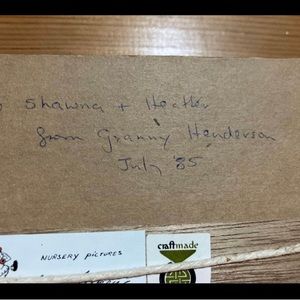 Shawna + Heather
from Granny Henderson
July '85
NURSERY PICTURES
craftmade